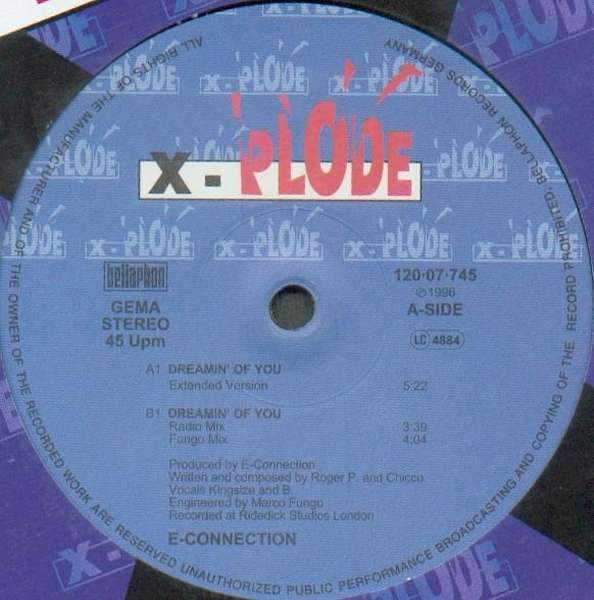 X-'PLÒDÉ
bellaphon
GEMA
STEREO
45 Upm
120·07·745
℗ 1996
A-SIDE
LC 4884
A1 DREAMIN' OF YOU
Extended Version 5:22
B1 DREAMIN' OF YOU
Radio Mix 3:39
Fungo Mix 4:04
Produced by E-Connection
Written and composed by Roger P. and Chicco
Vocals Kingsize and B.
Engineered by Marco Fungo
Recorded at Ridedick Studios London
E-CONNECTION
ALL RIGHTS OF THE MANUFACTURER AND OF THE OWNER OF THE RECORDED WORK ARE RESERVED UNAUTHORIZED PUBLIC PERFORMANCE BROADCASTING AND COPYING OF THE RECORD PROHIBITED, BELLAPHON RECORDS GERMANY